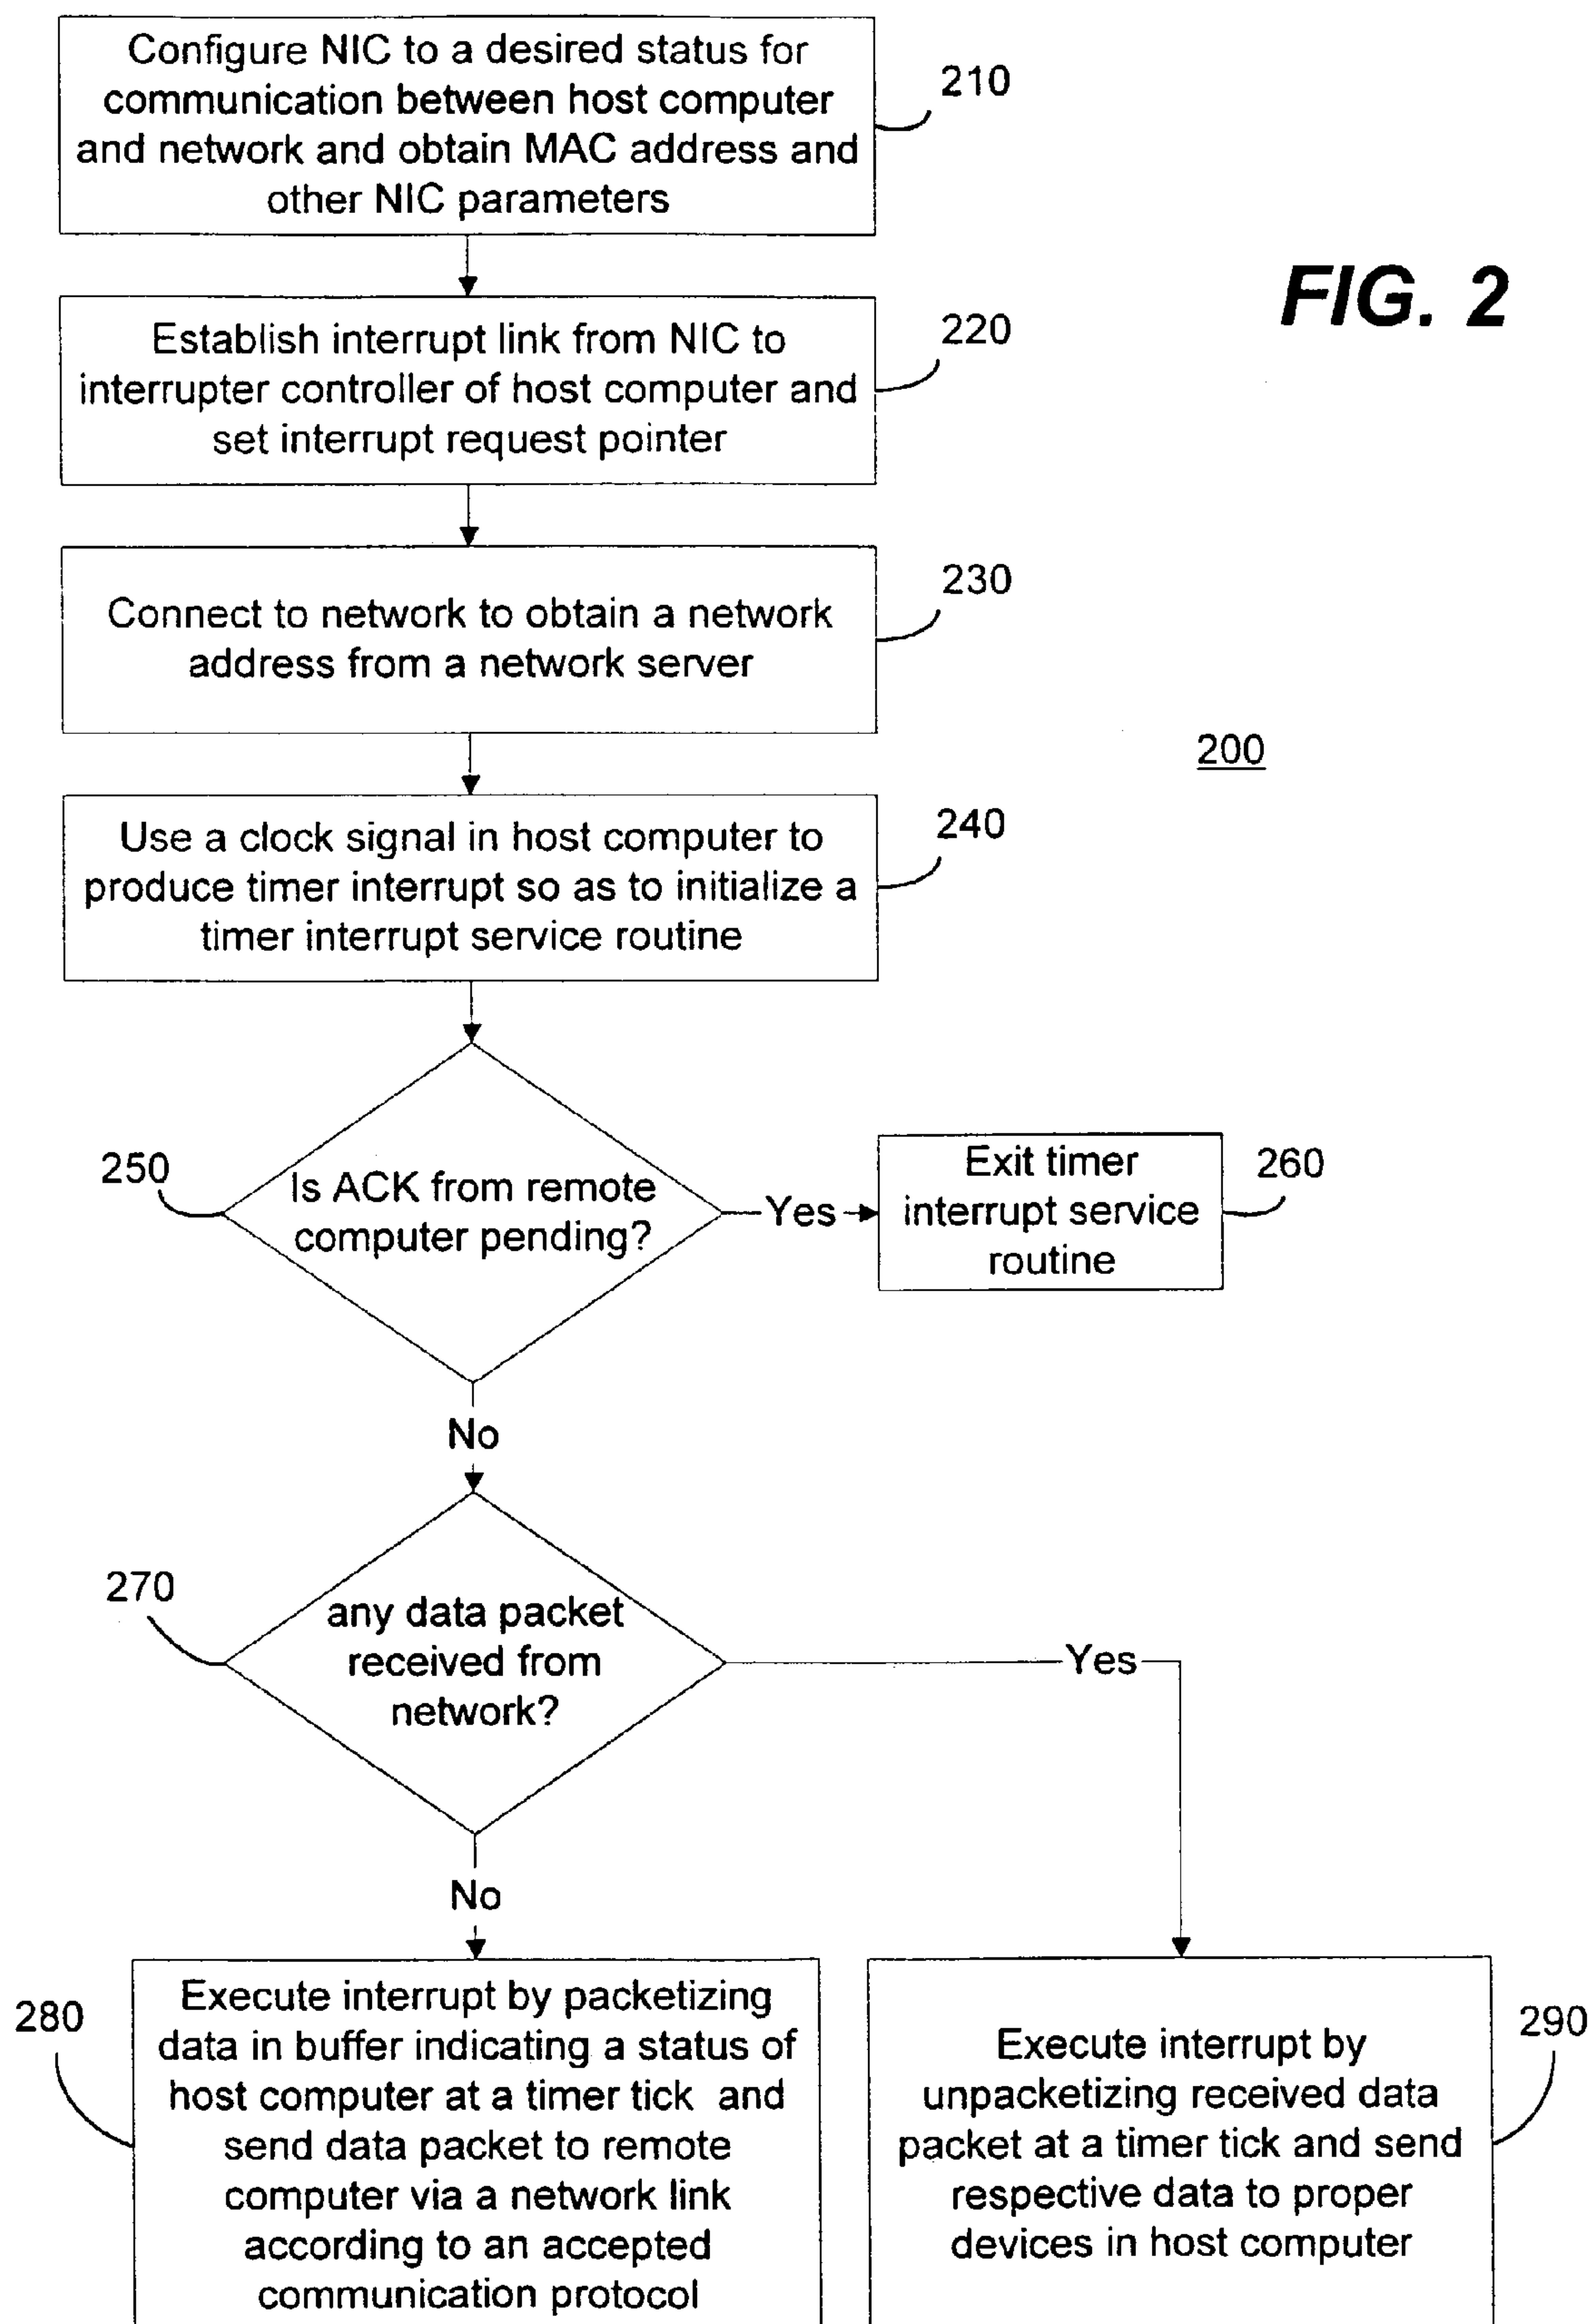 Configure NIC to a desired status for
communication between host computer
and network and obtain MAC address and
other NIC parameters
210
FIG. 2
Establish interrupt link from NIC to
interrupter controller of host computer and
set interrupt request pointer
220
Connect to network to obtain a network
address from a network server
230
200
Use a clock signal in host computer to
produce timer interrupt so as to initialize a
timer interrupt service routine
240
250
Is ACK from remote
computer pending?
Yes
Exit timer
interrupt service
routine
260
No
270
any data packet
received from
network?
Yes
No
280
Execute interrupt by packetizing
data in buffer indicating a status of
host computer at a timer tick and
send data packet to remote
computer via a network link
according to an accepted
communication protocol
Execute interrupt by
unpacketizing received data
packet at a timer tick and send
respective data to proper
devices in host computer
290